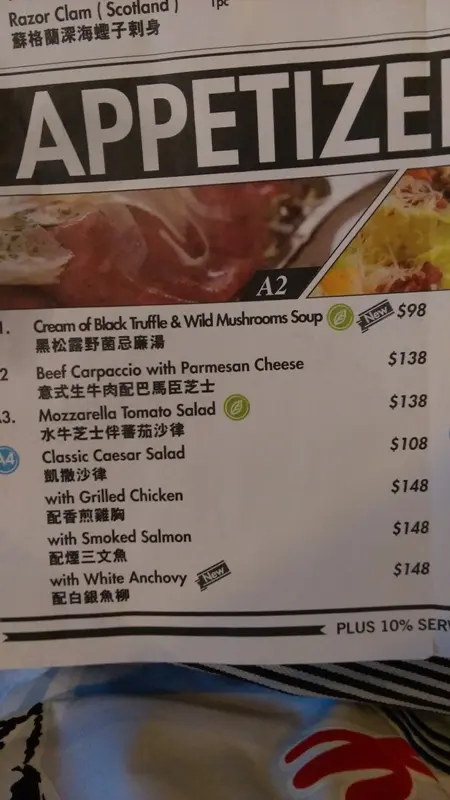 Razor Clam ( Scotland ) 1pc
蘇格蘭深海蟶子刺身
APPETIZE
A2
1. Cream of Black Truffle & Wild Mushrooms Soup New $98
黑松露野菌忌廉湯
2 Beef Carpaccio with Parmesan Cheese $138
意式生牛肉配巴馬臣芝士
A3. Mozzarella Tomato Salad $138
水牛芝士伴蕃茄沙律
A4 Classic Caesar Salad $108
凱撒沙律
with Grilled Chicken $148
配香煎雞胸
with Smoked Salmon $148
配煙三文魚
with White Anchovy New $148
配白銀魚柳
PLUS 10% SER